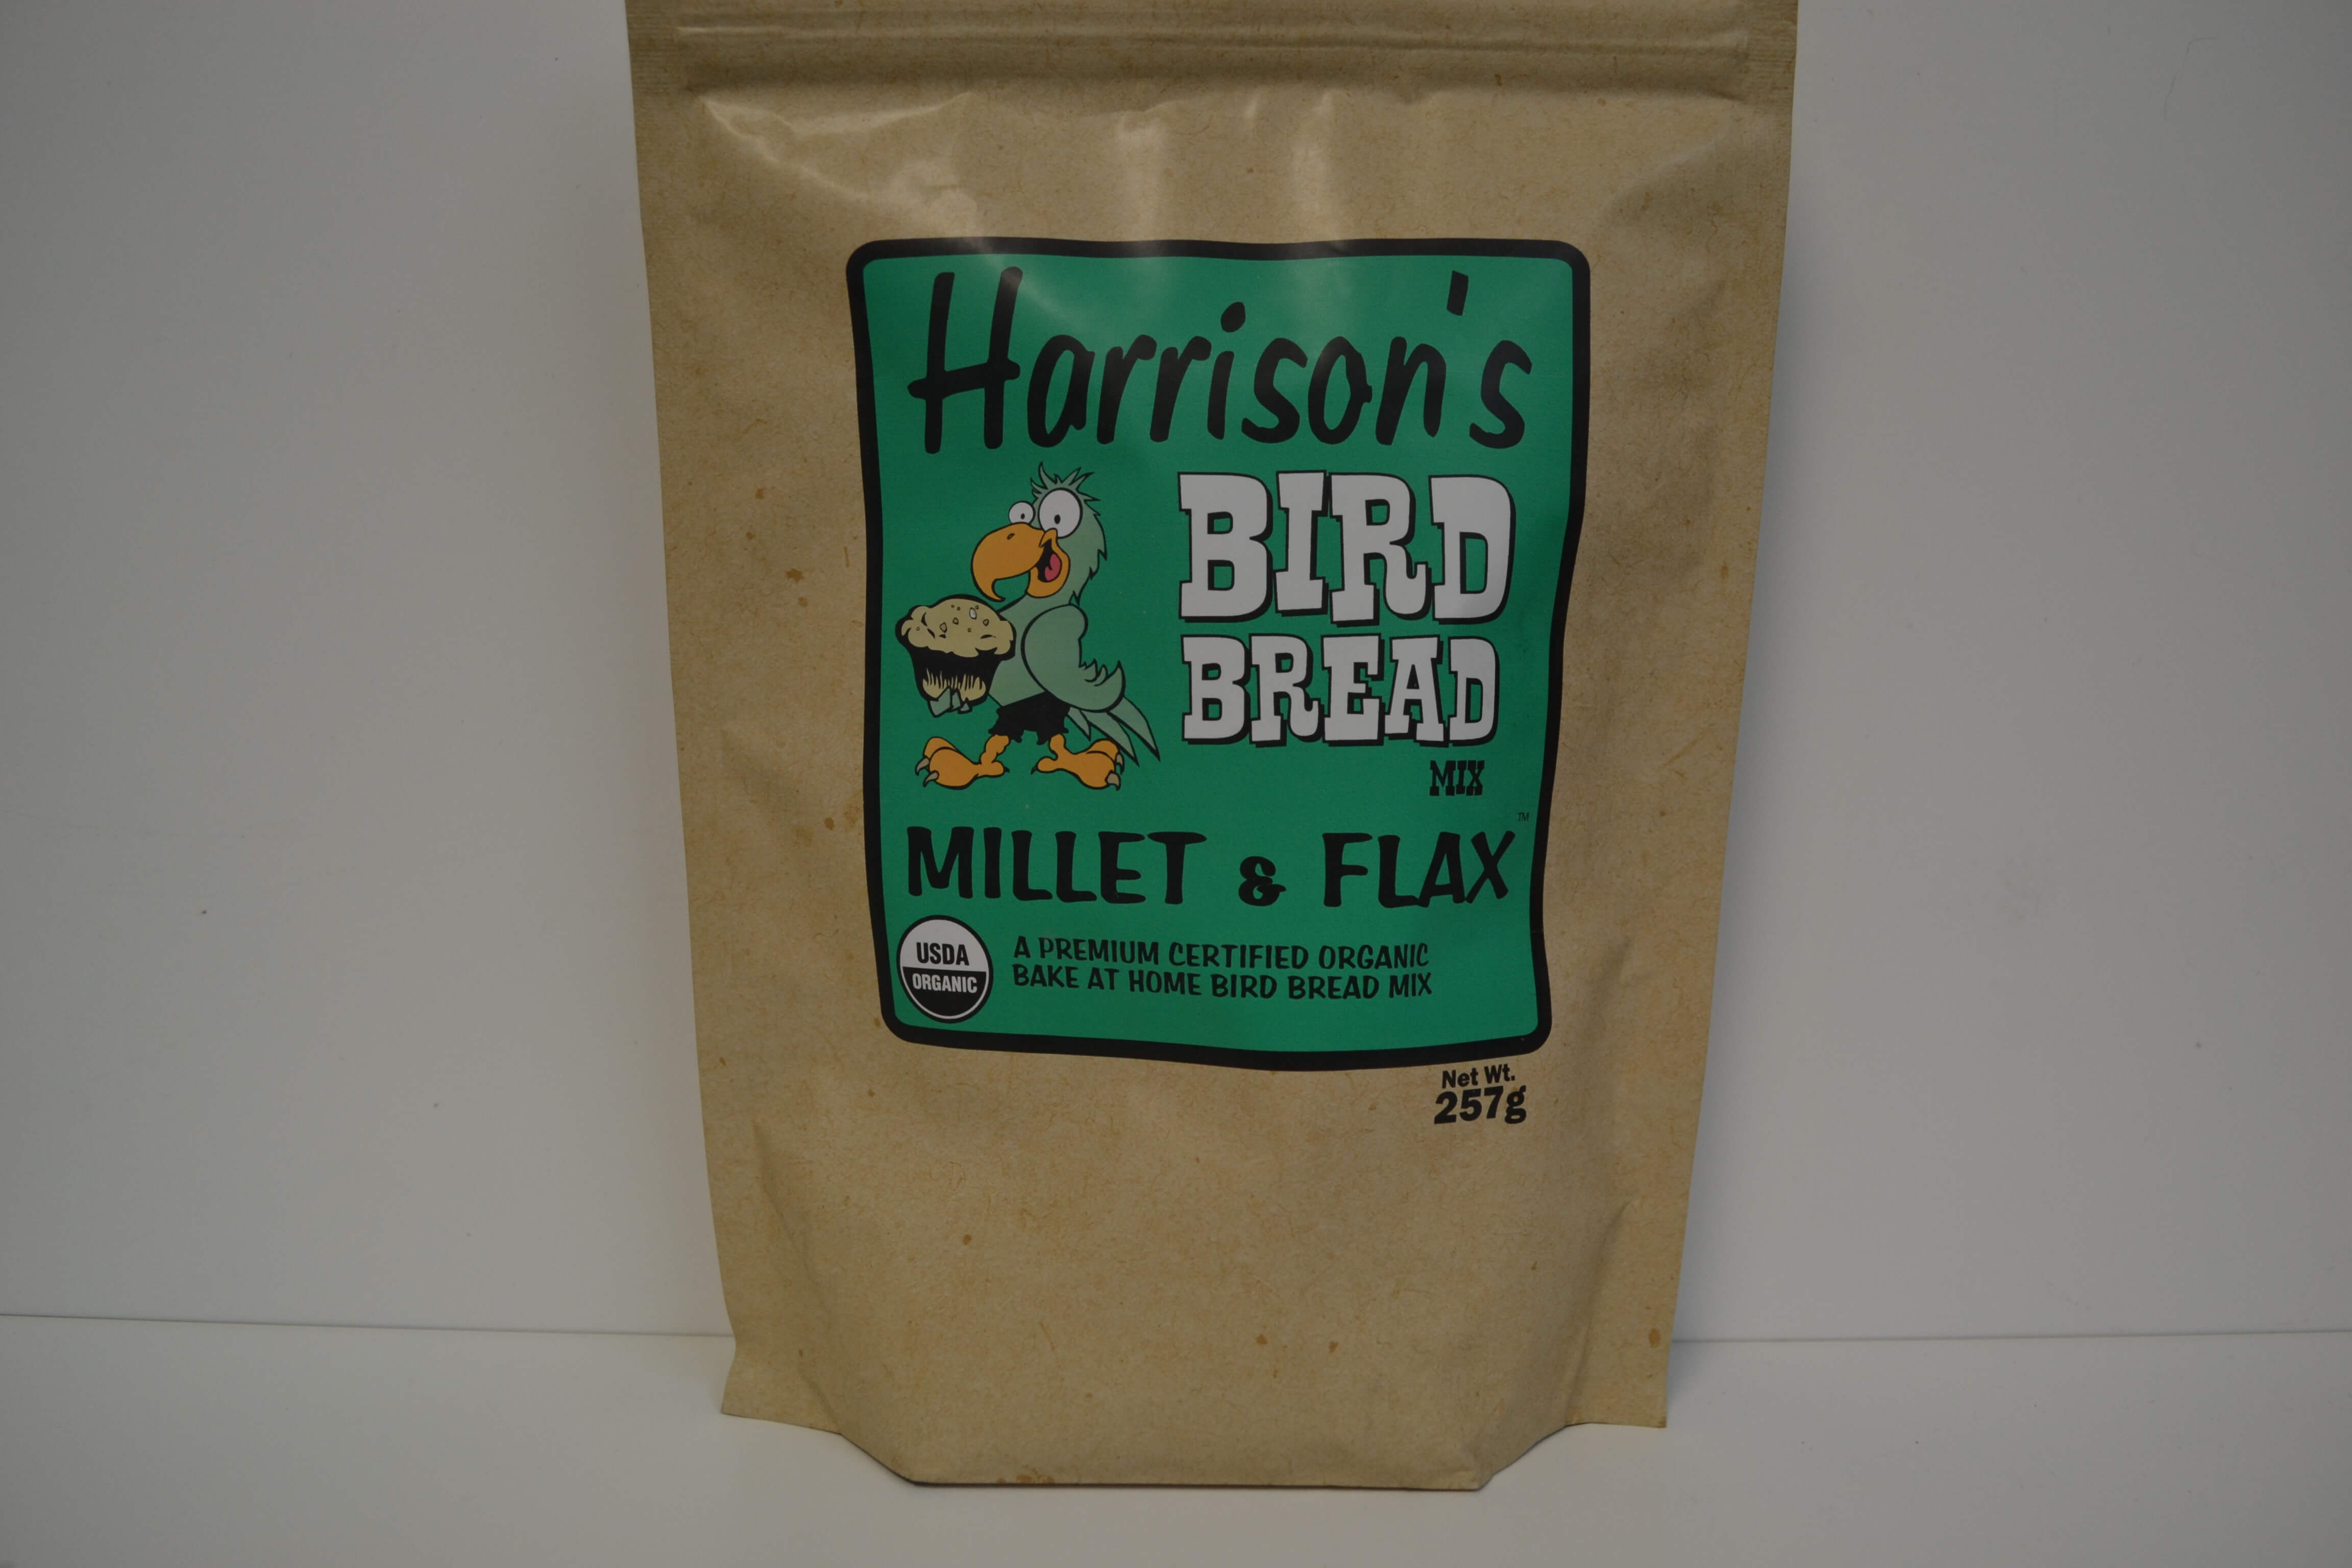 Harrison's
BIRD
BREAD
MIX
MILLET & FLAX™
USDA
ORGANIC
A PREMIUM CERTIFIED ORGANIC
BAKE AT HOME BIRD BREAD MIX
Net Wt.
257g